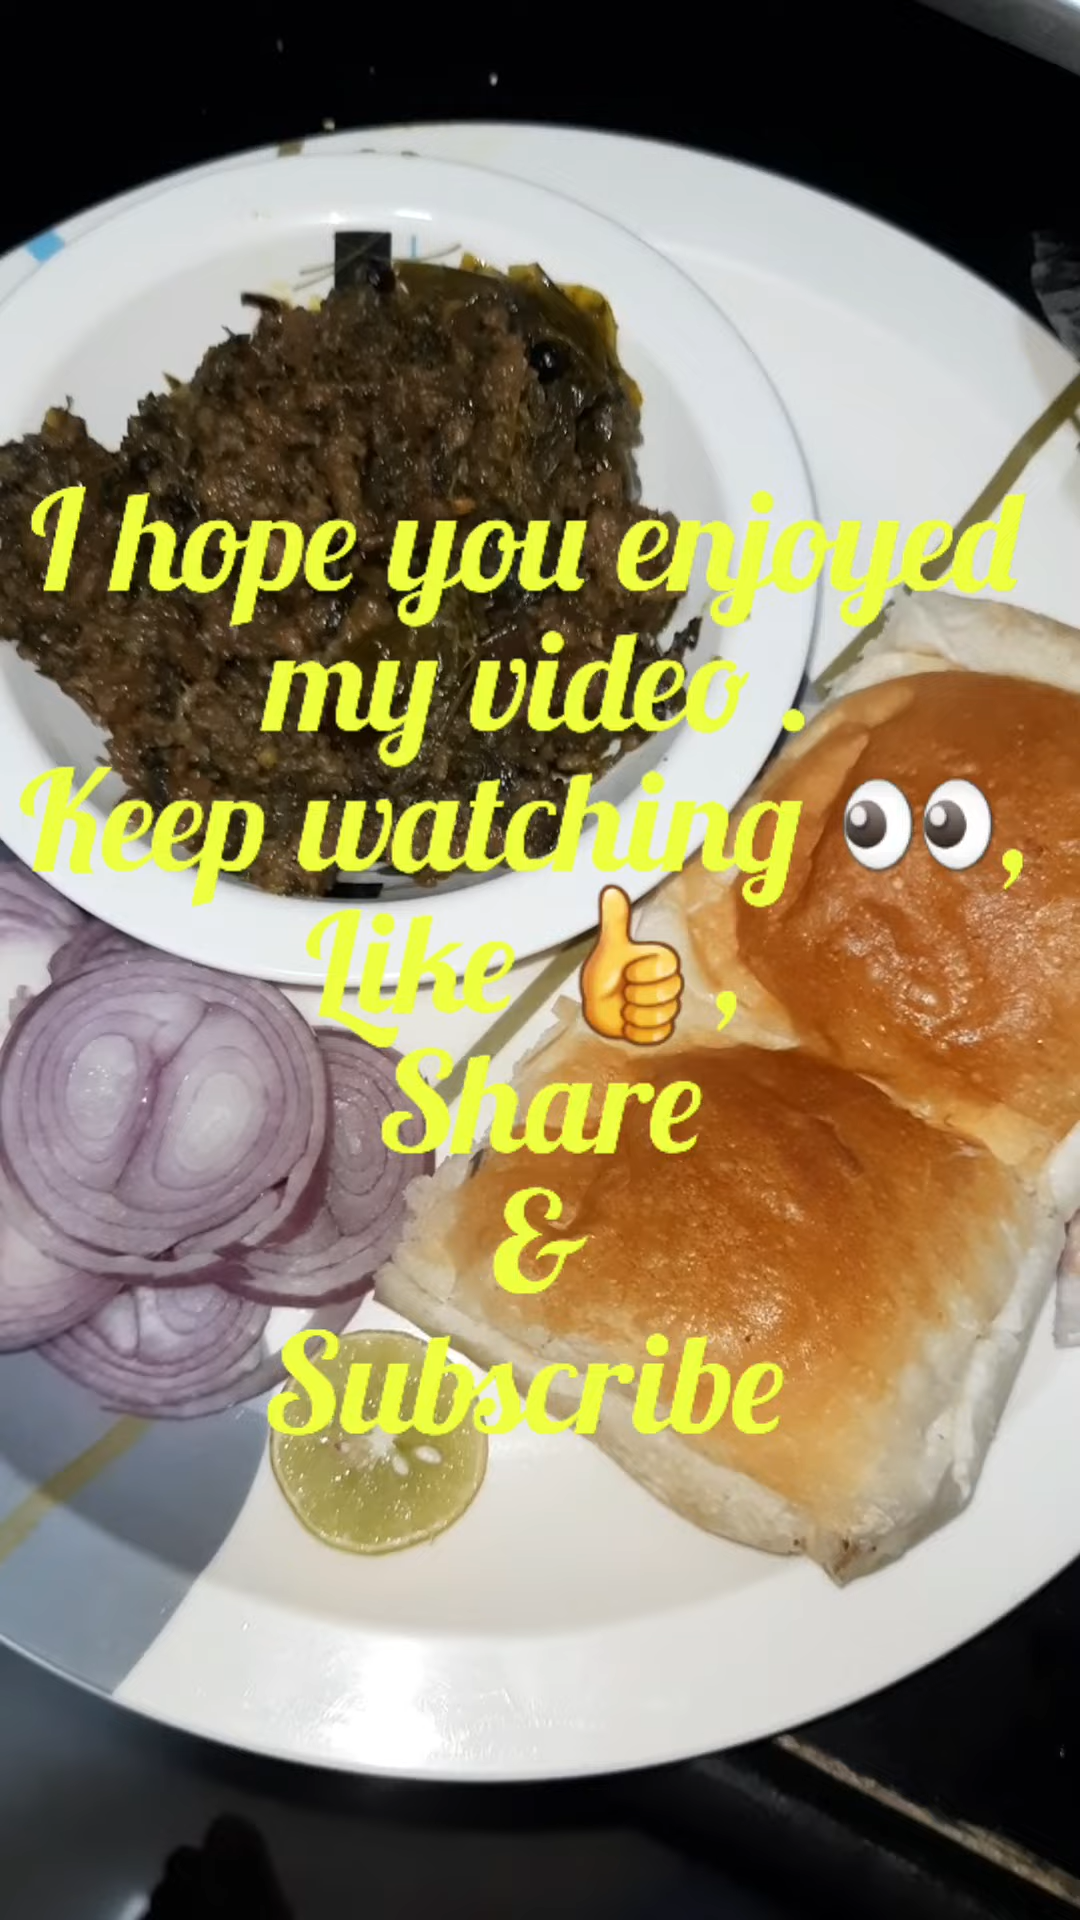 I hope you enjoyed
my video .
Keep watching 👀,
Like 👍,
Share
&
Subscribe